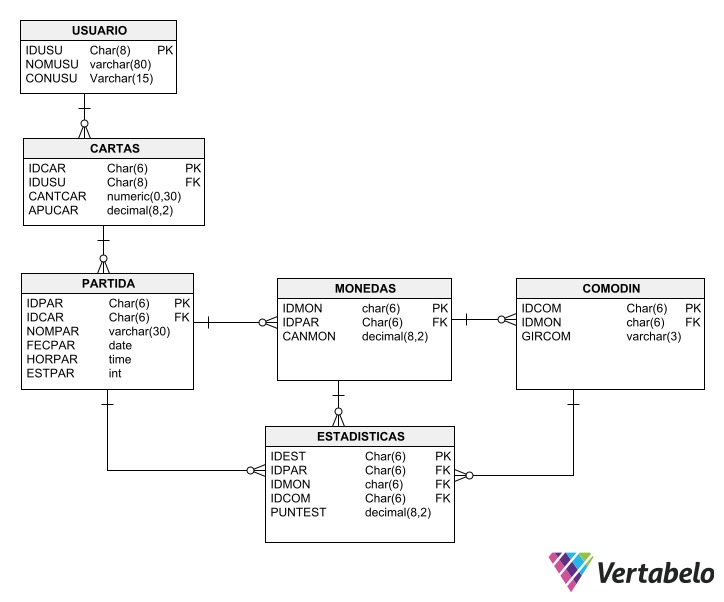 USUARIO
IDUSU Char(8) PK
NOMUSU varchar(80)
CONUSU Varchar(15)
CARTAS
IDCAR Char(6) PK
IDUSU Char(8) FK
CANTCAR numeric(0,30)
APUCAR decimal(8,2)
PARTIDA
IDPAR Char(6) PK
IDCAR Char(6) FK
NOMPAR varchar(30)
FECPAR date
HORPAR time
ESTPAR int
MONEDAS
IDMON char(6) PK
IDPAR Char(6) FK
CANMON decimal(8,2)
COMODIN
IDCOM Char(6) PK
IDMON char(6) FK
GIRCOM varchar(3)
ESTADISTICAS
IDEST Char(6) PK
IDPAR Char(6) FK
IDMON char(6) FK
IDCOM Char(6) FK
PUNTEST decimal(8,2)
Vertabelo